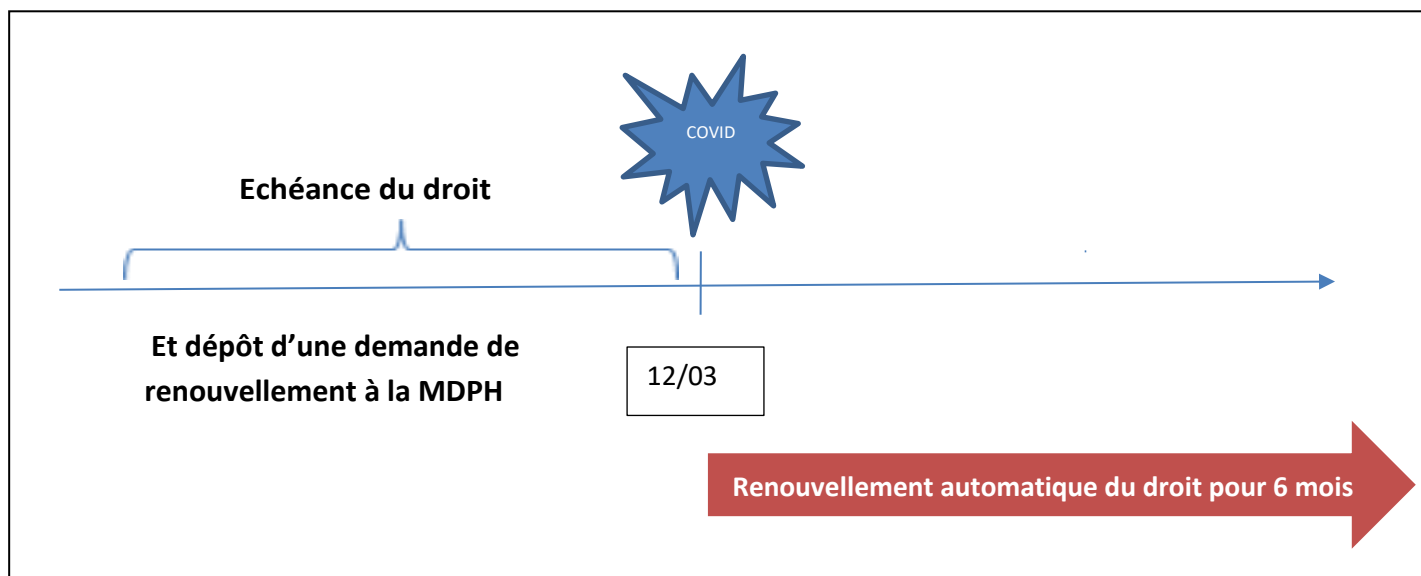 COVID
Echéance du droit
Et dépôt d’une demande de
renouvellement à la MDPH
12/03
Renouvellement automatique du droit pour 6 mois